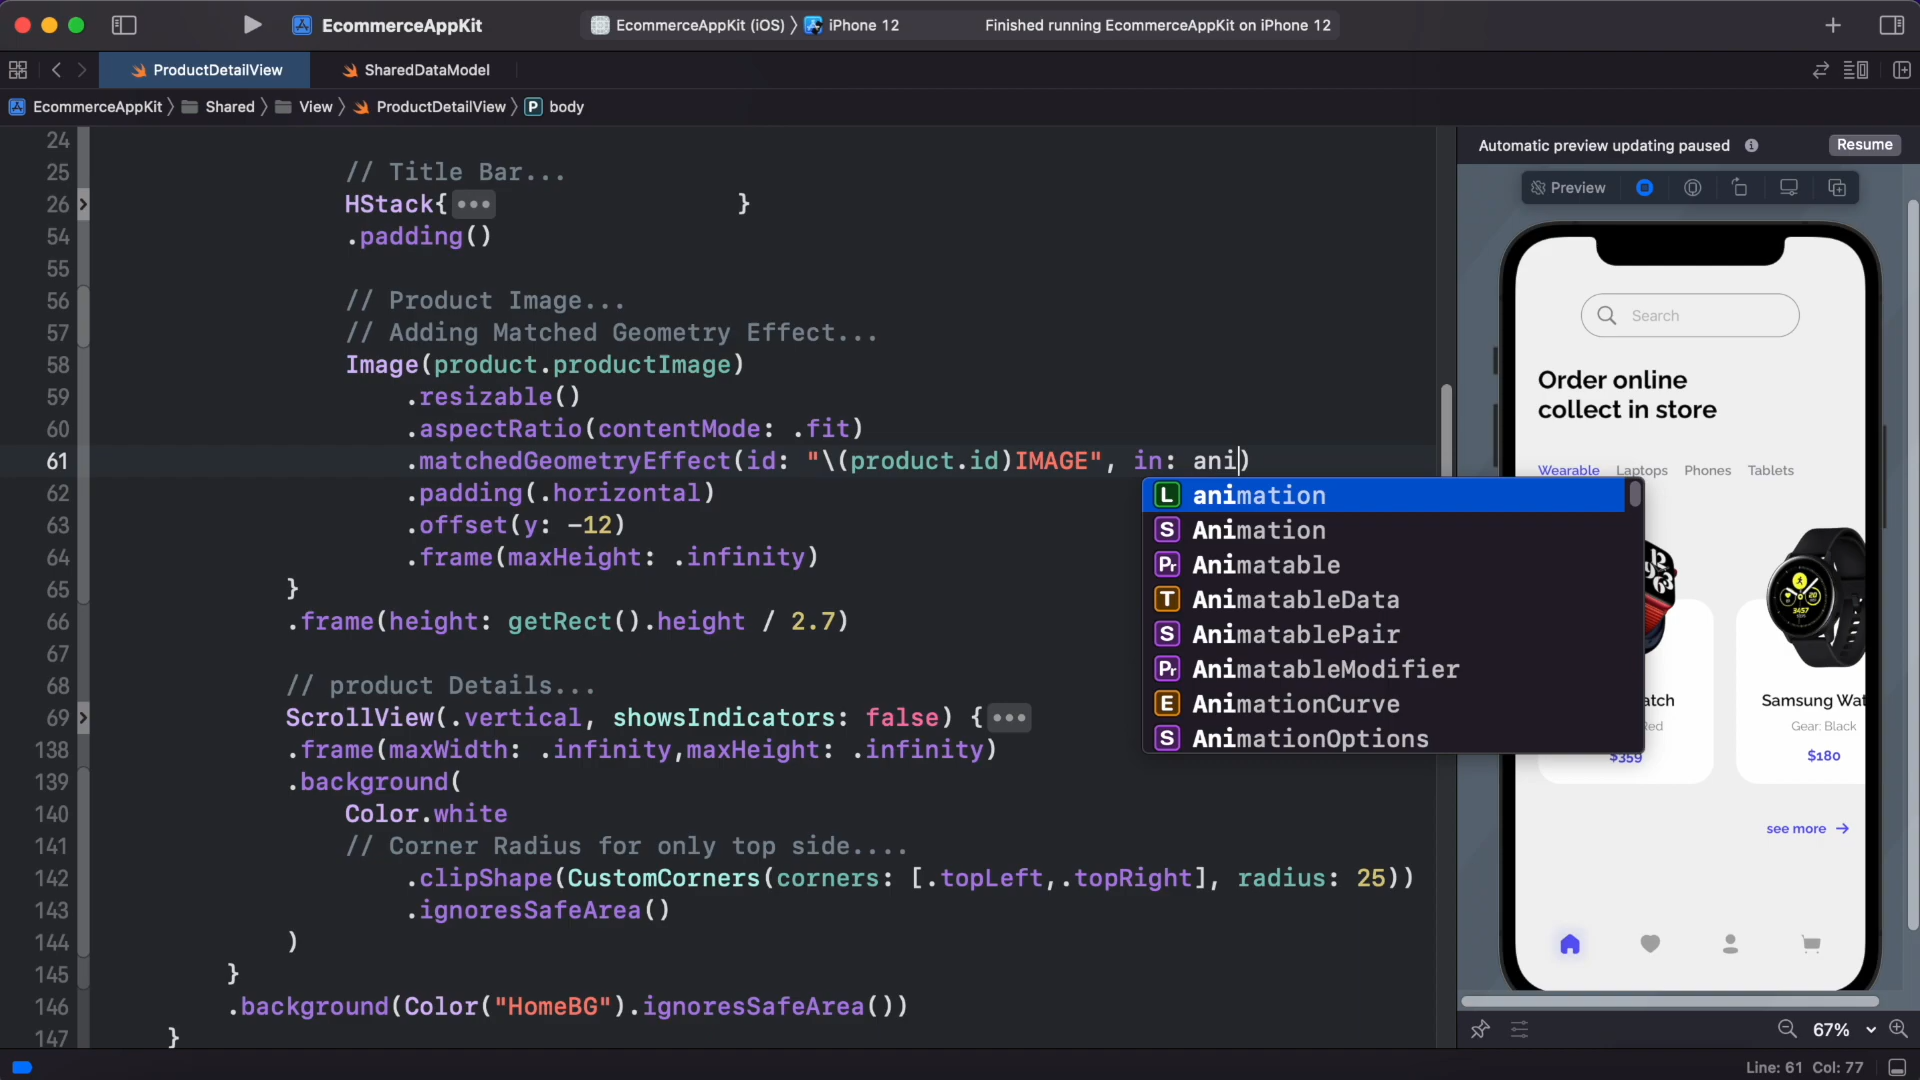 EcommerceAppKit
EcommerceAppKit (iOS) 〉 iPhone 12
Finished running EcommerceAppKit on iPhone 12
ProductDetailView
SharedDataModel
EcommerceAppKit 〉 Shared 〉 View 〉 ProductDetailView 〉 P body
24
25 // Title Bar...
26 HStack{••• }
54 .padding()
55
56 // Product Image...
57 // Adding Matched Geometry Effect...
58 Image(product.productImage)
59 .resizable()
60 .aspectRatio(contentMode: .fit)
61 .matchedGeometryEffect(id: "\(product.id)IMAGE", in: ani)
62 .padding(.horizontal)
63 .offset(y: -12)
64 .frame(maxHeight: .infinity)
65 }
66 .frame(height: getRect().height / 2.7)
67
68 // product Details...
69 ScrollView(.vertical, showsIndicators: false) {•••
138 .frame(maxWidth: .infinity,maxHeight: .infinity)
139 .background(
140 Color.white
141 // Corner Radius for only top side....
142 .clipShape(CustomCorners(corners: [.topLeft,.topRight], radius: 25))
143 .ignoresSafeArea()
144 )
145 }
146 .background(Color("HomeBG").ignoresSafeArea())
147 }
L animation
S Animation
Pr Animatable
T AnimatableData
S AnimatablePair
Pr AnimatableModifier
E AnimationCurve
S AnimationOptions
Automatic preview updating paused
Resume
Preview
Search
Order online
collect in store
Wearable Laptops Phones Tablets
atch
Red
$359
Samsung Wat
Gear: Black
$180
see more →
67%
Line: 61 Col: 77